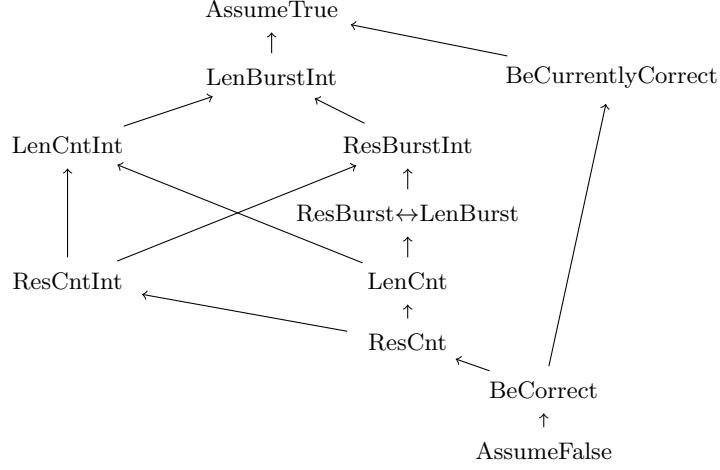 AssumeTrue
LenBurstInt
BeCurrentlyCorrect
LenCntInt
ResBurstInt
ResBurst↔LenBurst
ResCntInt
LenCnt
ResCnt
BeCorrect
AssumeFalse